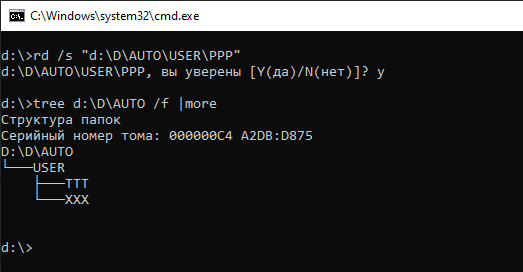 C:\Windows\system32\cmd.exe
d:\>rd /s "d:\D\AUTO\USER\PPP"
d:\D\AUTO\USER\PPP, вы уверены [Y(да)/N(нет)]? y
d:\>tree d:\D\AUTO /f |more
Структура папок
Серийный номер тома: 000000C4 A2DB:D875
D:\D\AUTO
└───USER
    ├───TTT
    └───XXX
d:\>